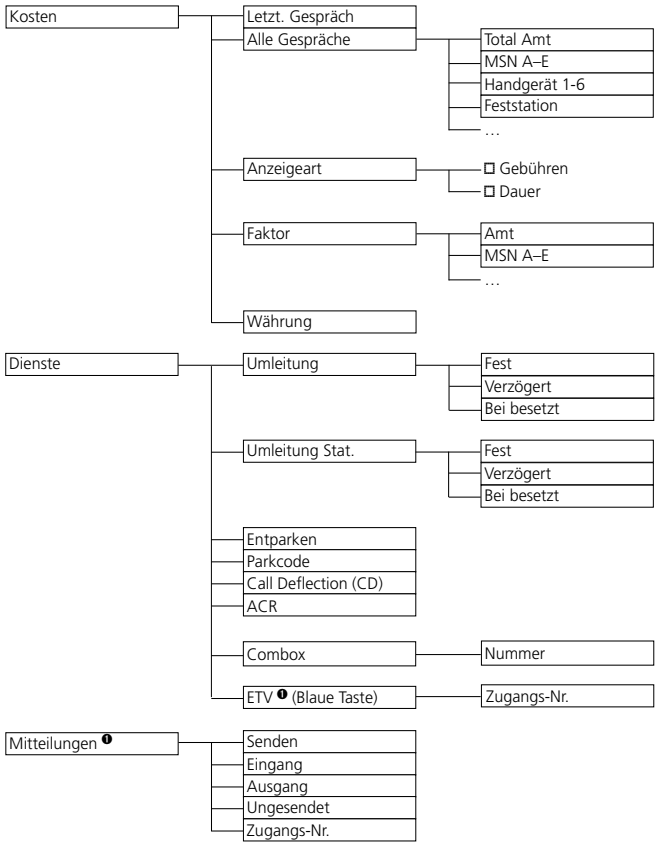 Kosten
Letzt. Gespräch
Alle Gespräche
Total Amt
MSN A–E
Handgerät 1-6
Feststation
…
Anzeigeart
Gebühren
Dauer
Faktor
Amt
MSN A–E
…
Währung
Dienste
Umleitung
Fest
Verzögert
Bei besetzt
Umleitung Stat.
Fest
Verzögert
Bei besetzt
Entparken
Parkcode
Call Deflection (CD)
ACR
Combox
Nummer
ETV ❶ (Blaue Taste)
Zugangs-Nr.
Mitteilungen ❶
Senden
Eingang
Ausgang
Ungesendet
Zugangs-Nr.